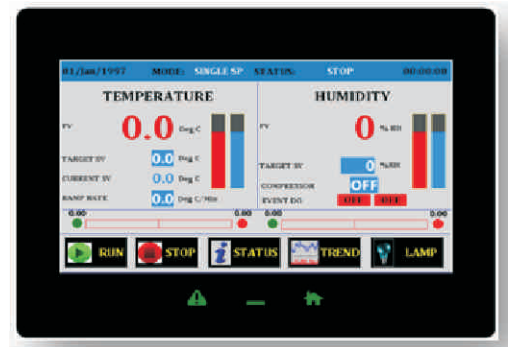 01/Jan/1997 MODE: SINGLE SP STATUS: STOP 00:00:00
TEMPERATURE HUMIDITY
PV 0.0 Deg C PV 0 % RH
TARGET SV 0.0 Deg C TARGET SV 0 %RH
CURRENT SV 0.0 Deg C COMPRESSOR OFF
RAMP RATE 0.0 Deg C/Min EVENT DO OFF OFF
0.00 0.00 0.00 0.00
RUN STOP STATUS TREND LAMP